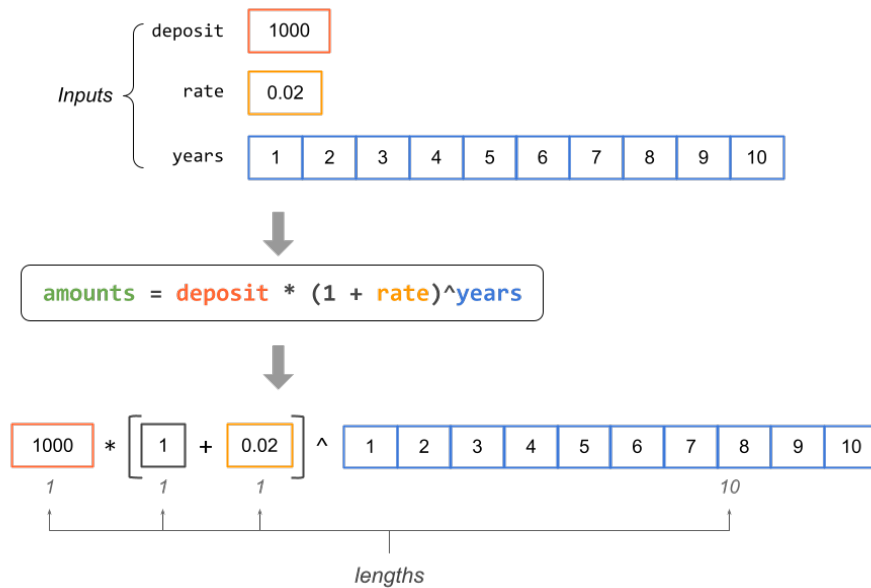 deposit 1000
Inputs
rate 0.02
years 1 2 3 4 5 6 7 8 9 10
amounts = deposit * (1 + rate)^years
1000 * [ 1 + 0.02 ] ^ 1 2 3 4 5 6 7 8 9 10
1 1 1 10
lengths